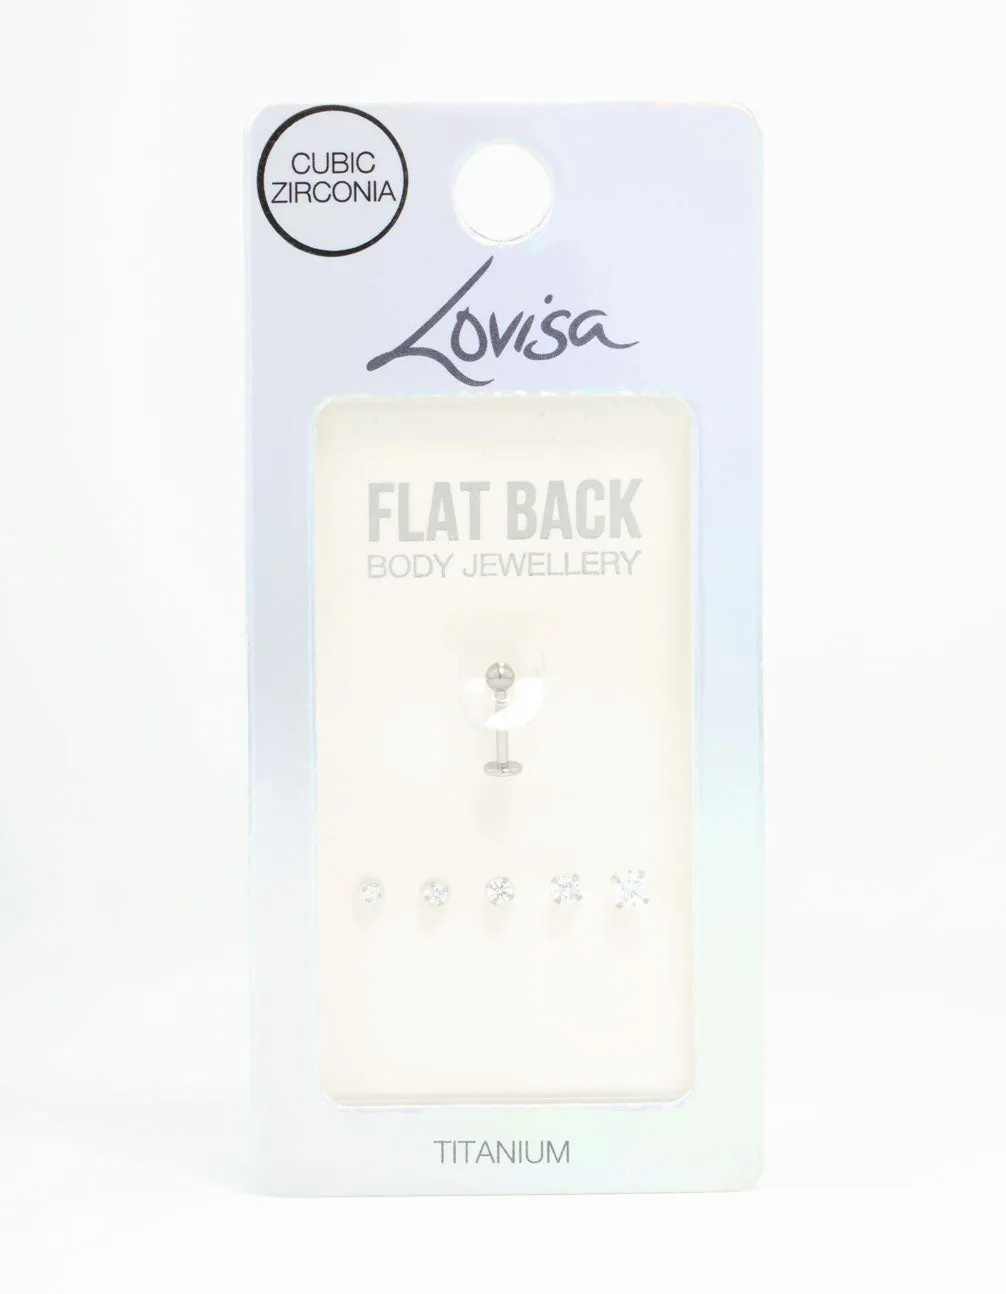 CUBIC
ZIRCONIA
Lovisa
FLAT BACK
BODY JEWELLERY
TITANIUM